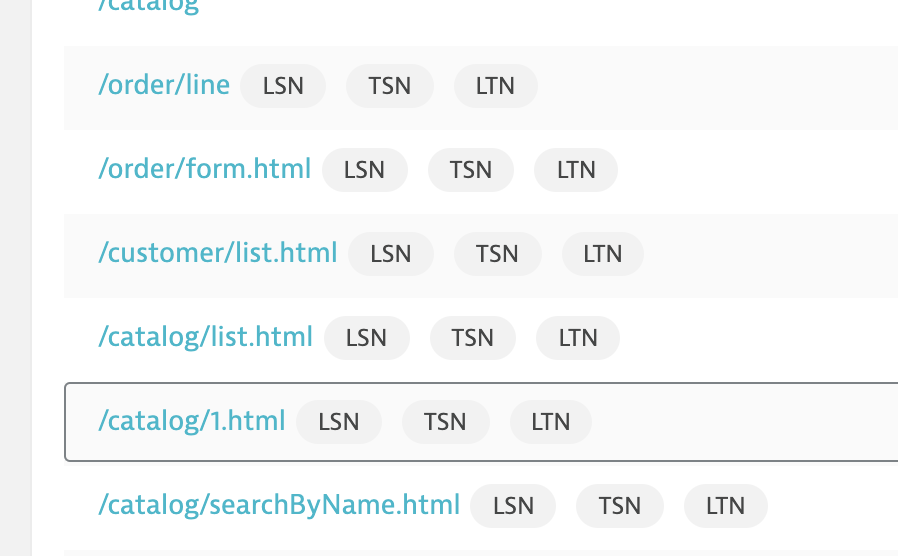 /catalog
/order/line LSN TSN LTN
/order/form.html LSN TSN LTN
/customer/list.html LSN TSN LTN
/catalog/list.html LSN TSN LTN
/catalog/1.html LSN TSN LTN
/catalog/searchByName.html LSN TSN LTN